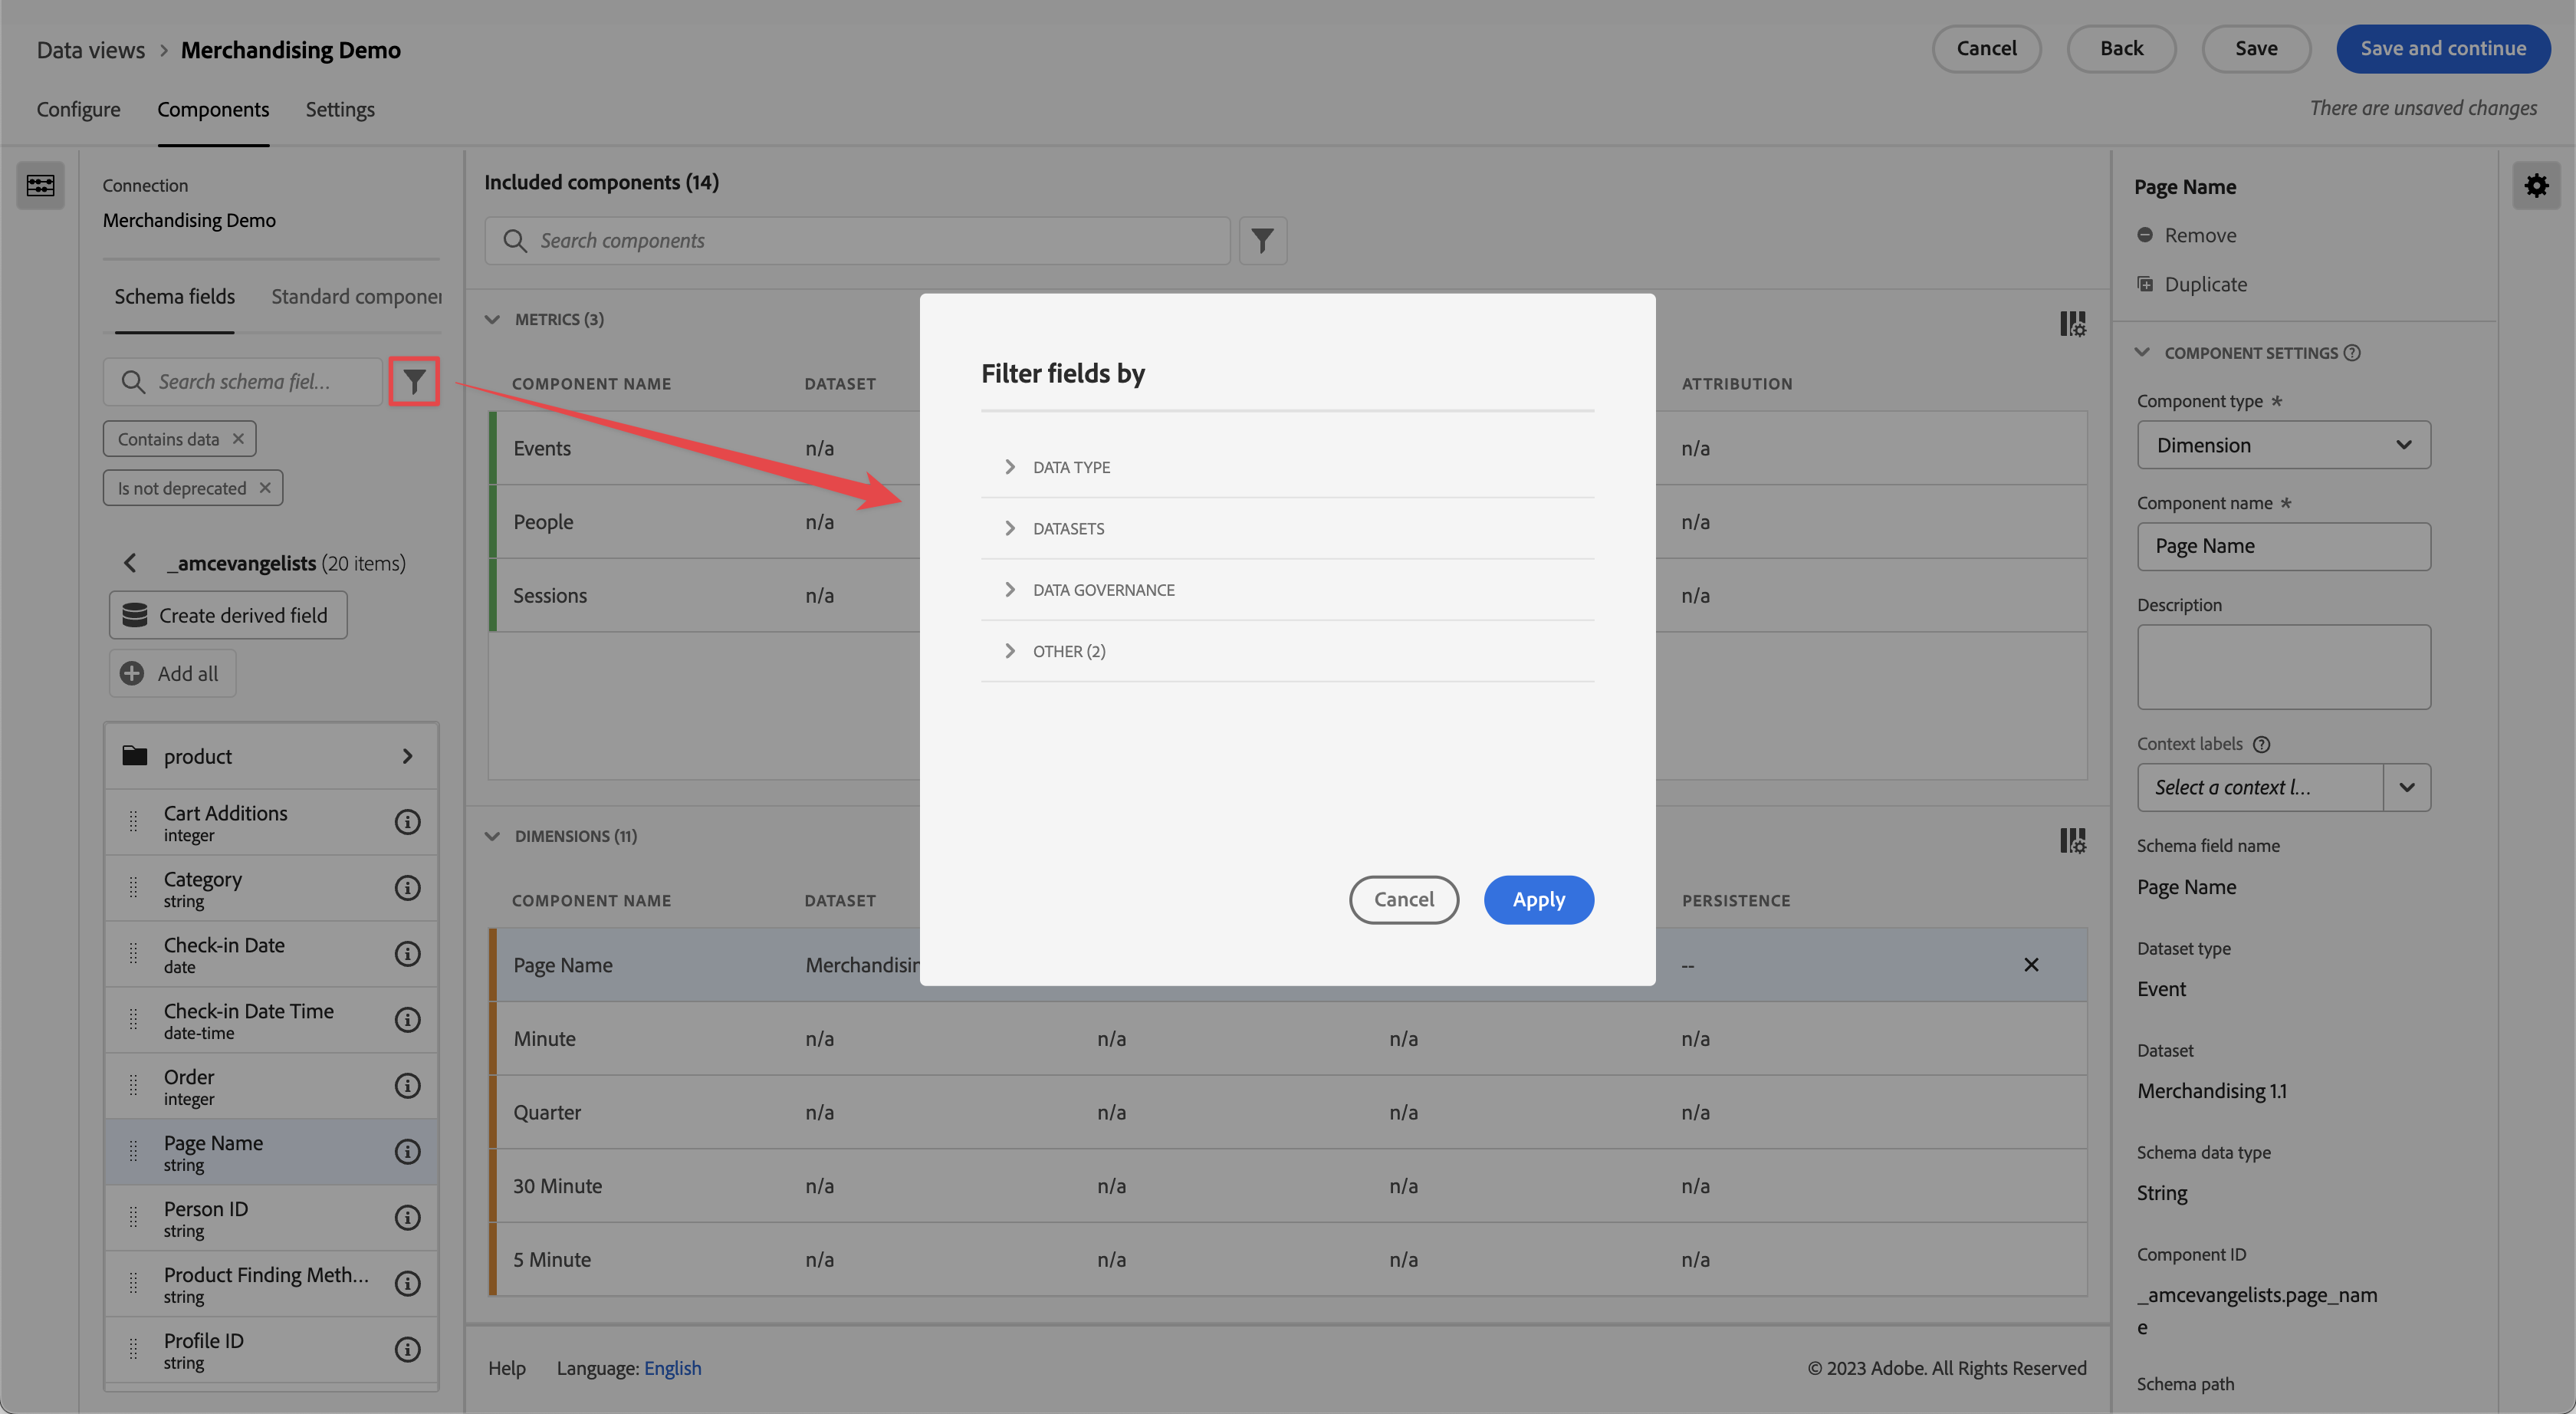 Data views > Merchandising Demo
Cancel
Back
Save
Save and continue
Configure
Components
Settings
There are unsaved changes
Connection
Merchandising Demo
Schema fields
Standard componen
Search schema fiel...
Contains data
Is not deprecated
_amcevangelists (20 items)
Create derived field
Add all
product
Cart Additions
integer
Category
string
Check-in Date
date
Check-in Date Time
date-time
Order
integer
Page Name
string
Person ID
string
Product Finding Meth...
string
Profile ID
string
Included components (14)
Search components
METRICS (3)
COMPONENT NAME DATASET ATTRIBUTION
Events n/a n/a
People n/a n/a
Sessions n/a n/a
DIMENSIONS (11)
COMPONENT NAME DATASET PERSISTENCE
Page Name Merchandisin --
Minute n/a n/a n/a n/a
Quarter n/a n/a n/a n/a
30 Minute n/a n/a n/a n/a
5 Minute n/a n/a n/a n/a
Help Language: English
© 2023 Adobe. All Rights Reserved
Filter fields by
DATA TYPE
DATASETS
DATA GOVERNANCE
OTHER (2)
Cancel
Apply
Page Name
Remove
Duplicate
COMPONENT SETTINGS
Component type *
Dimension
Component name *
Page Name
Description
Context labels
Select a context l...
Schema field name
Page Name
Dataset type
Event
Dataset
Merchandising 1.1
Schema data type
String
Component ID
_amcevangelists.page_nam
e
Schema path